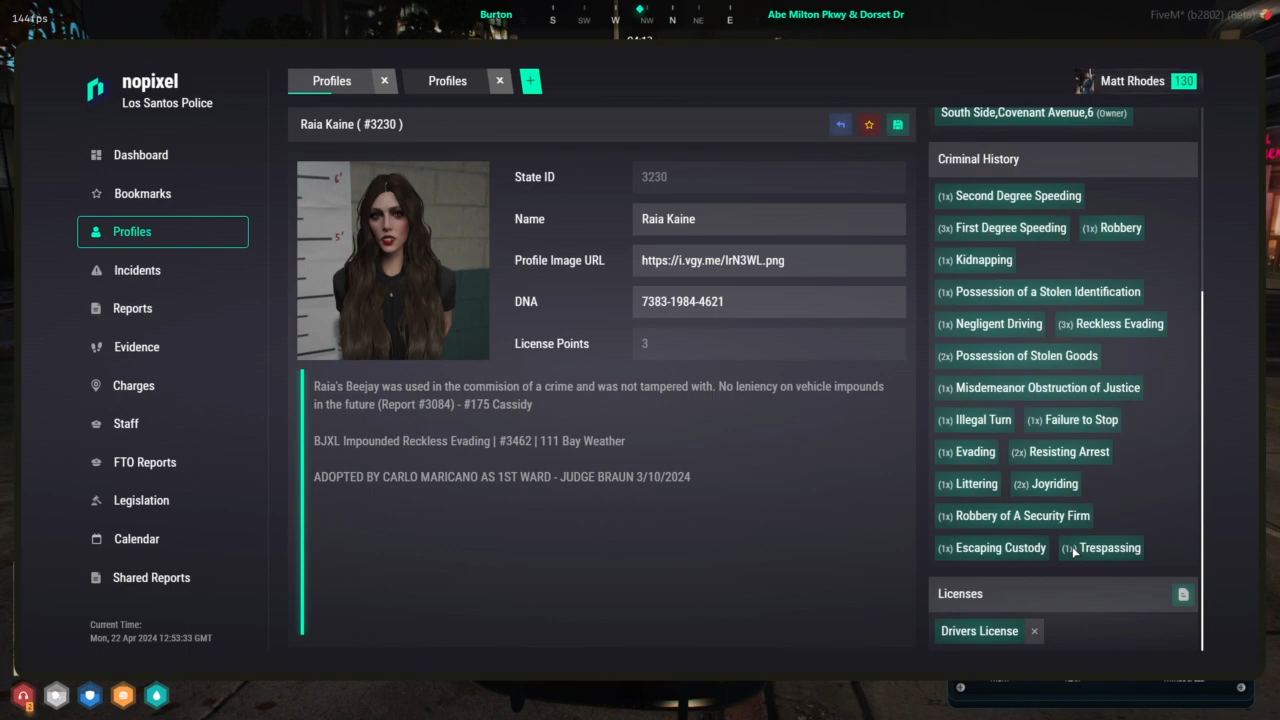 144fps
Burton
S SW W NW N NE E
Abe Milton Pkwy & Dorset Dr
FiveM* (b2802) (Beta)
nopixel
Los Santos Police
Profiles
Profiles
Matt Rhodes 130
Dashboard
Bookmarks
Profiles
Incidents
Reports
Evidence
Charges
Staff
FTO Reports
Legislation
Calendar
Shared Reports
Current Time:
Mon, 22 Apr 2024 12:53:33 GMT
Raia Kaine ( #3230 )
6'
5'
State ID 3230
Name Raia Kaine
Profile Image URL https://i.vgy.me/IrN3WL.png
DNA 7383-1984-4621
License Points 3
Raia's Beejay was used in the commision of a crime and was not tampered with. No leniency on vehicle impounds
in the future (Report #3084) - #175 Cassidy
BJXL Impounded Reckless Evading | #3462 | 111 Bay Weather
ADOPTED BY CARLO MARICANO AS 1ST WARD - JUDGE BRAUN 3/10/2024
South Side,Covenant Avenue,6 (Owner)
Criminal History
(1x) Second Degree Speeding
(3x) First Degree Speeding (1x) Robbery
(1x) Kidnapping
(1x) Possession of a Stolen Identification
(1x) Negligent Driving (3x) Reckless Evading
(2x) Possession of Stolen Goods
(1x) Misdemeanor Obstruction of Justice
(1x) Illegal Turn (1x) Failure to Stop
(1x) Evading (2x) Resisting Arrest
(1x) Littering (2x) Joyriding
(1x) Robbery of A Security Firm
(1x) Escaping Custody (1x) Trespassing
Licenses
Drivers License
2